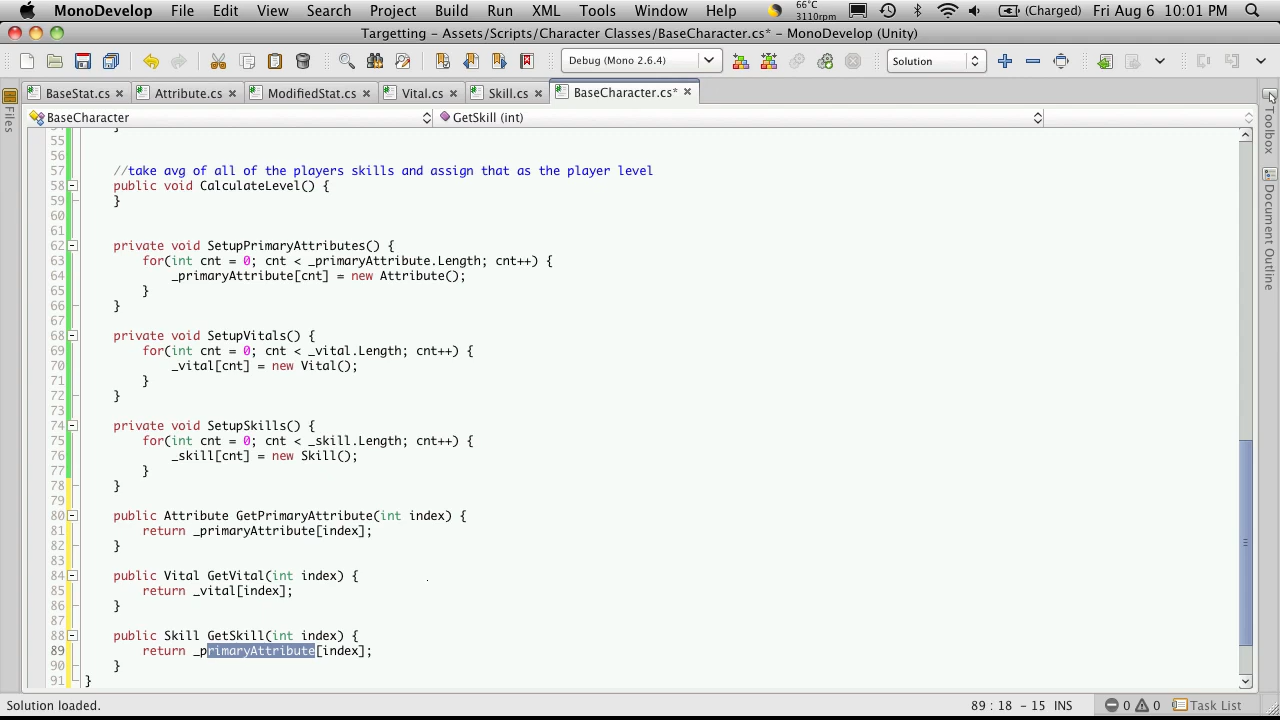 MonoDevelop File Edit View Search Project Build Run XML Tools Window Help 66°C 3110rpm (Charged) Fri Aug 6 10:01 PM
Targetting - Assets/Scripts/Character Classes/BaseCharacter.cs* - MonoDevelop (Unity)
Debug (Mono 2.6.4) Solution
BaseStat.cs Attribute.cs ModifiedStat.cs Vital.cs Skill.cs BaseCharacter.cs*
BaseCharacter GetSkill (int)
Files
Toolbox
Document Outline
54 }
55
56
57 //take avg of all of the players skills and assign that as the player level
58 public void CalculateLevel() {
59 }
60
61
62 private void SetupPrimaryAttributes() {
63 for(int cnt = 0; cnt < _primaryAttribute.Length; cnt++) {
64 _primaryAttribute[cnt] = new Attribute();
65 }
66 }
67
68 private void SetupVitals() {
69 for(int cnt = 0; cnt < _vital.Length; cnt++) {
70 _vital[cnt] = new Vital();
71 }
72 }
73
74 private void SetupSkills() {
75 for(int cnt = 0; cnt < _skill.Length; cnt++) {
76 _skill[cnt] = new Skill();
77 }
78 }
79
80 public Attribute GetPrimaryAttribute(int index) {
81 return _primaryAttribute[index];
82 }
83
84 public Vital GetVital(int index) {
85 return _vital[index];
86 }
87
88 public Skill GetSkill(int index) {
89 return _primaryAttribute[index];
90 }
91 }
Solution loaded. 89 : 18 - 15 INS 0 0 Task List